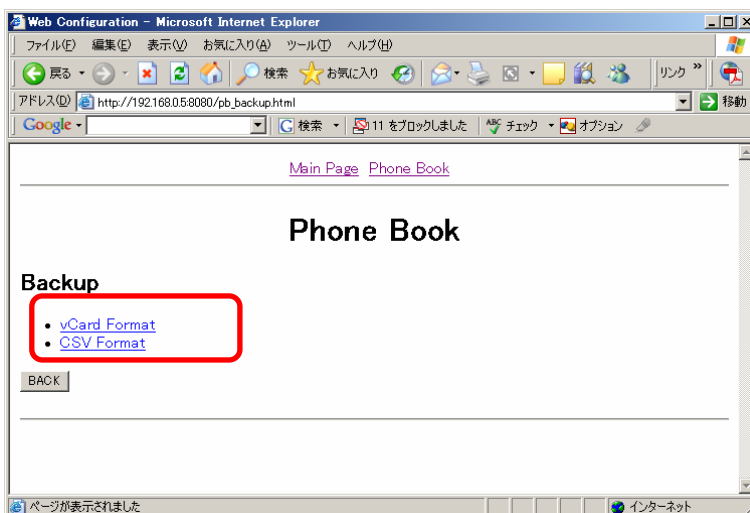 Web Configuration - Microsoft Internet Explorer
ファイル(F) 編集(E) 表示(V) お気に入り(A) ツール(T) ヘルプ(H)
戻る 検索 お気に入り リンク »
アドレス(D) http://192.168.0.5:8080/pb_backup.html 移動
Google 検索 11 をブロックしました ABC チェック オプション
Main Page Phone Book
Phone Book
Backup
• vCard Format
• CSV Format
BACK
ページが表示されました インターネット